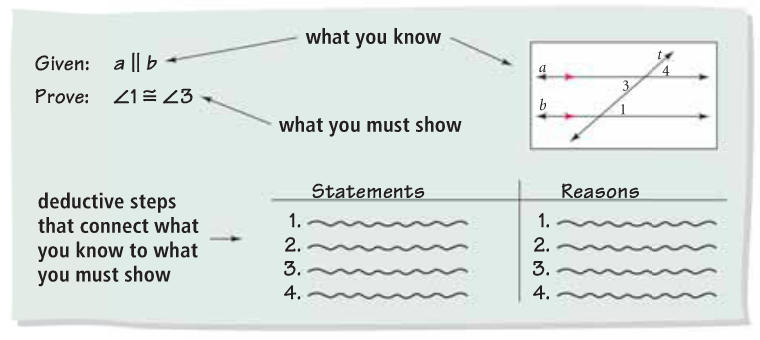 what you know
Given: a || b
Prove: ∠1 ≅ ∠3
what you must show
t
a
4
3
b
1
deductive steps
that connect what
you know to what
you must show
Statements Reasons
1. 1.
2. 2.
3. 3.
4. 4.